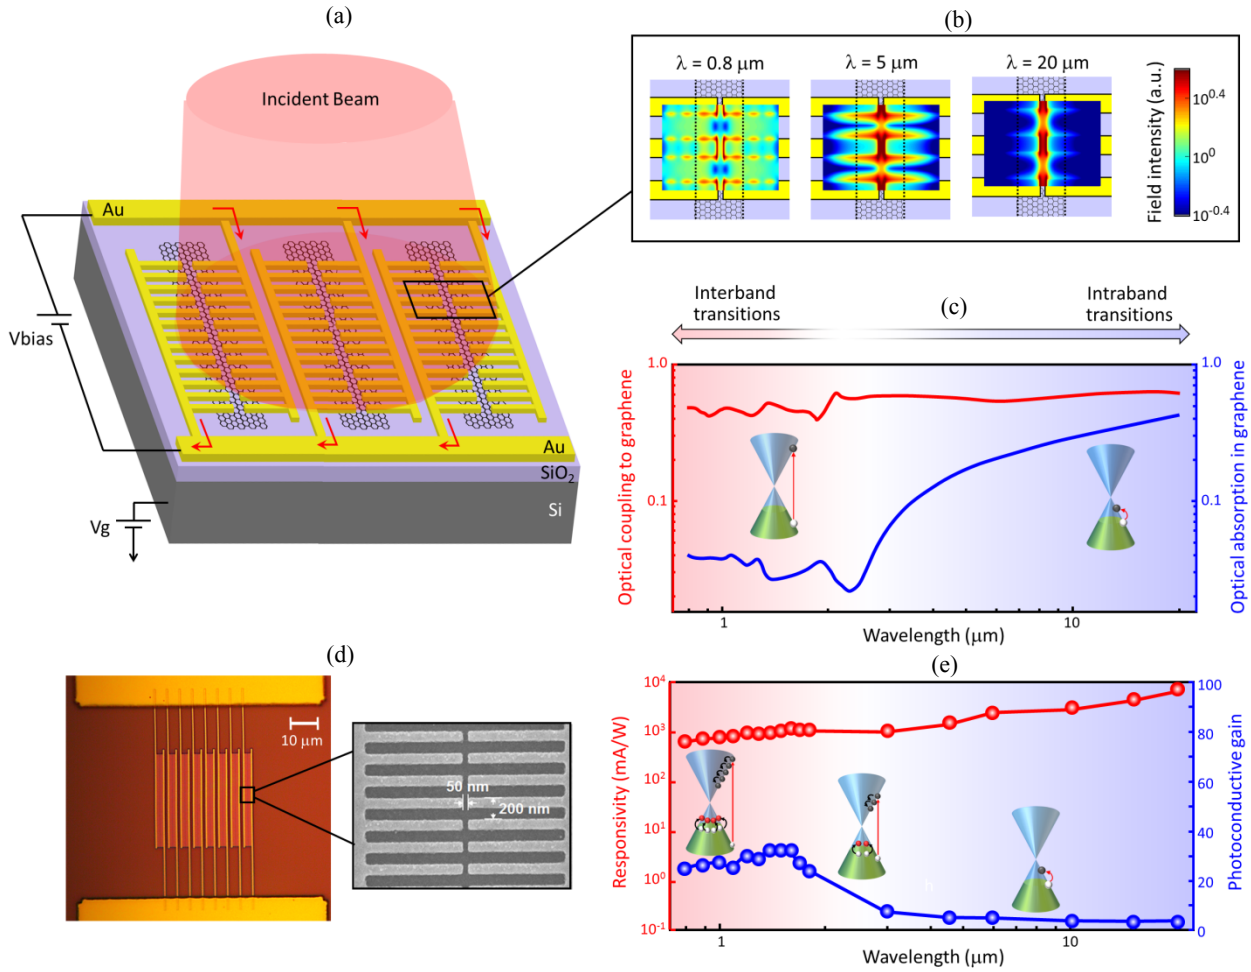 (a)
Incident Beam
Au
Vbias
Au
SiO2
Si
Vg
(b)
λ = 0.8 μm
λ = 5 μm
λ = 20 μm
Field intensity (a.u.)
10^0.4
10^0
10^-0.4
Interband
transitions
(c)
Intraband
transitions
Optical coupling to graphene
1.0
0.1
1.0
0.1
Optical absorption in graphene
1
10
Wavelength (μm)
(d)
10 μm
50 nm
200 nm
(e)
Responsivity (mA/W)
10^4
10^3
10^2
10^1
10^0
10^-1
h
100
80
60
40
20
0
Photoconductive gain
1
10
Wavelength (μm)